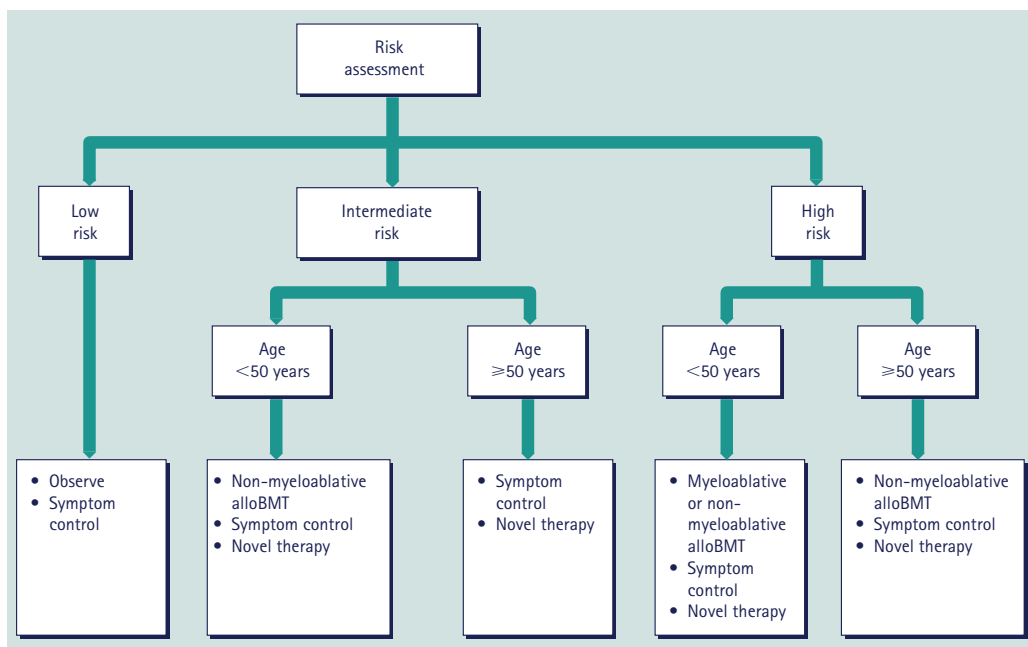 Risk
assessment
Low
risk
Intermediate
risk
High
risk
Age
<50 years
Age
⩾50 years
Age
<50 years
Age
⩾50 years
• Observe
• Symptom
control
• Non-myeloablative
alloBMT
• Symptom control
• Novel therapy
• Symptom
control
• Novel therapy
• Myeloablative
or non-
myeloablative
alloBMT
• Symptom
control
• Novel therapy
• Non-myeloablative
alloBMT
• Symptom control
• Novel therapy